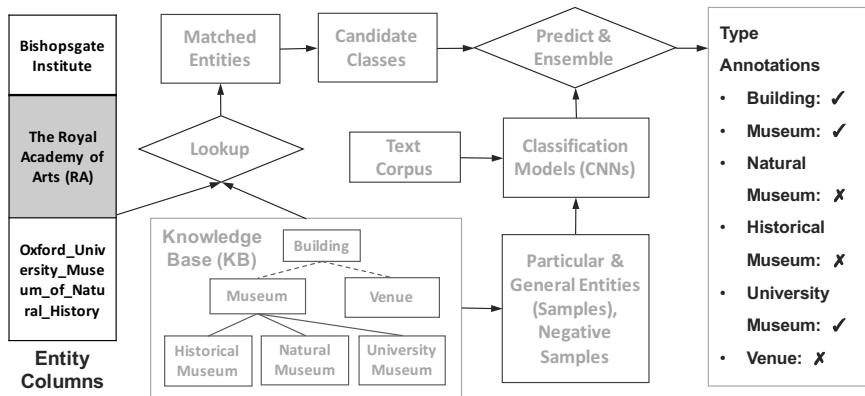 Bishopsgate
Institute
The Royal
Academy of
Arts (RA)
Oxford_Uni
versity_Muse
um_of_Natu
ral_History
Entity
Columns
Matched
Entities
Candidate
Classes
Predict &
Ensemble
Lookup
Text
Corpus
Classification
Models (CNNs)
Knowledge
Base (KB)
Building
Museum
Venue
Historical
Museum
Natural
Museum
University
Museum
Particular &
General Entities
(Samples),
Negative
Samples
Type
Annotations
• Building: ✓
• Museum: ✓
• Natural
Museum: ✗
• Historical
Museum: ✗
• University
Museum: ✓
• Venue: ✗